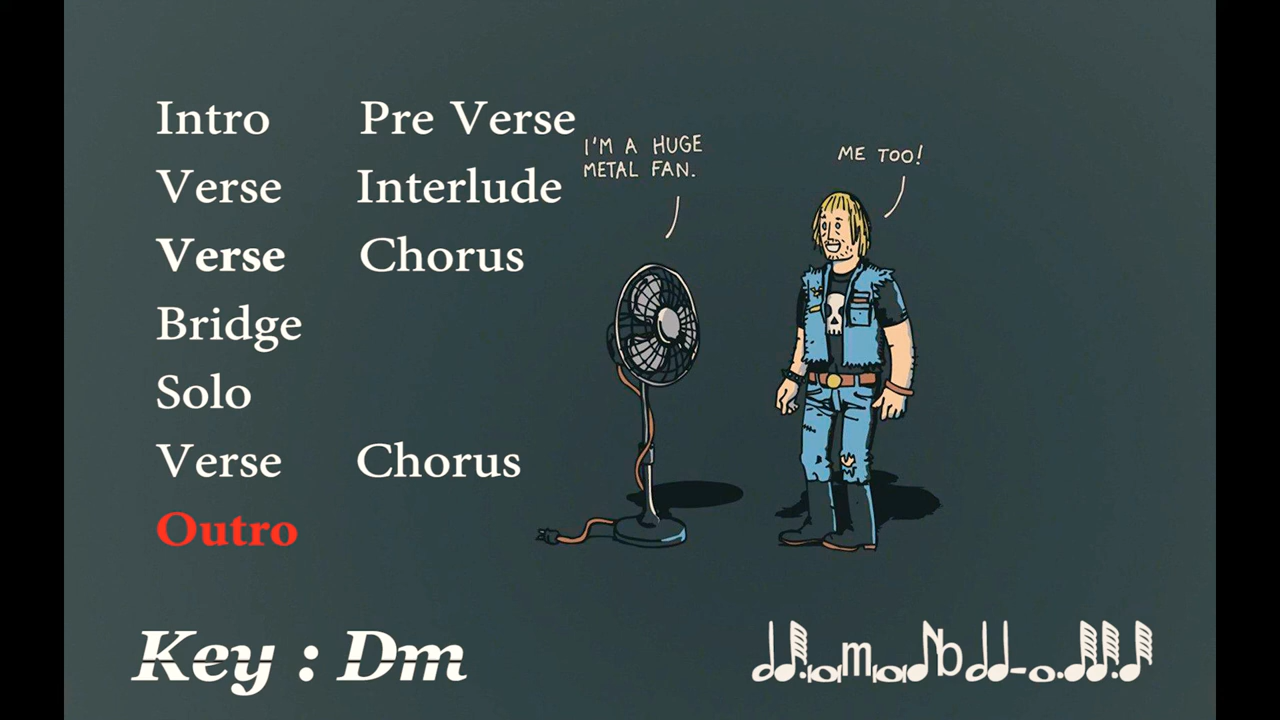 Intro Pre Verse
I'M A HUGE
METAL FAN.
ME TOO!
Verse Interlude
Verse Chorus
Bridge
Solo
Verse Chorus
Outro
Key : Dm